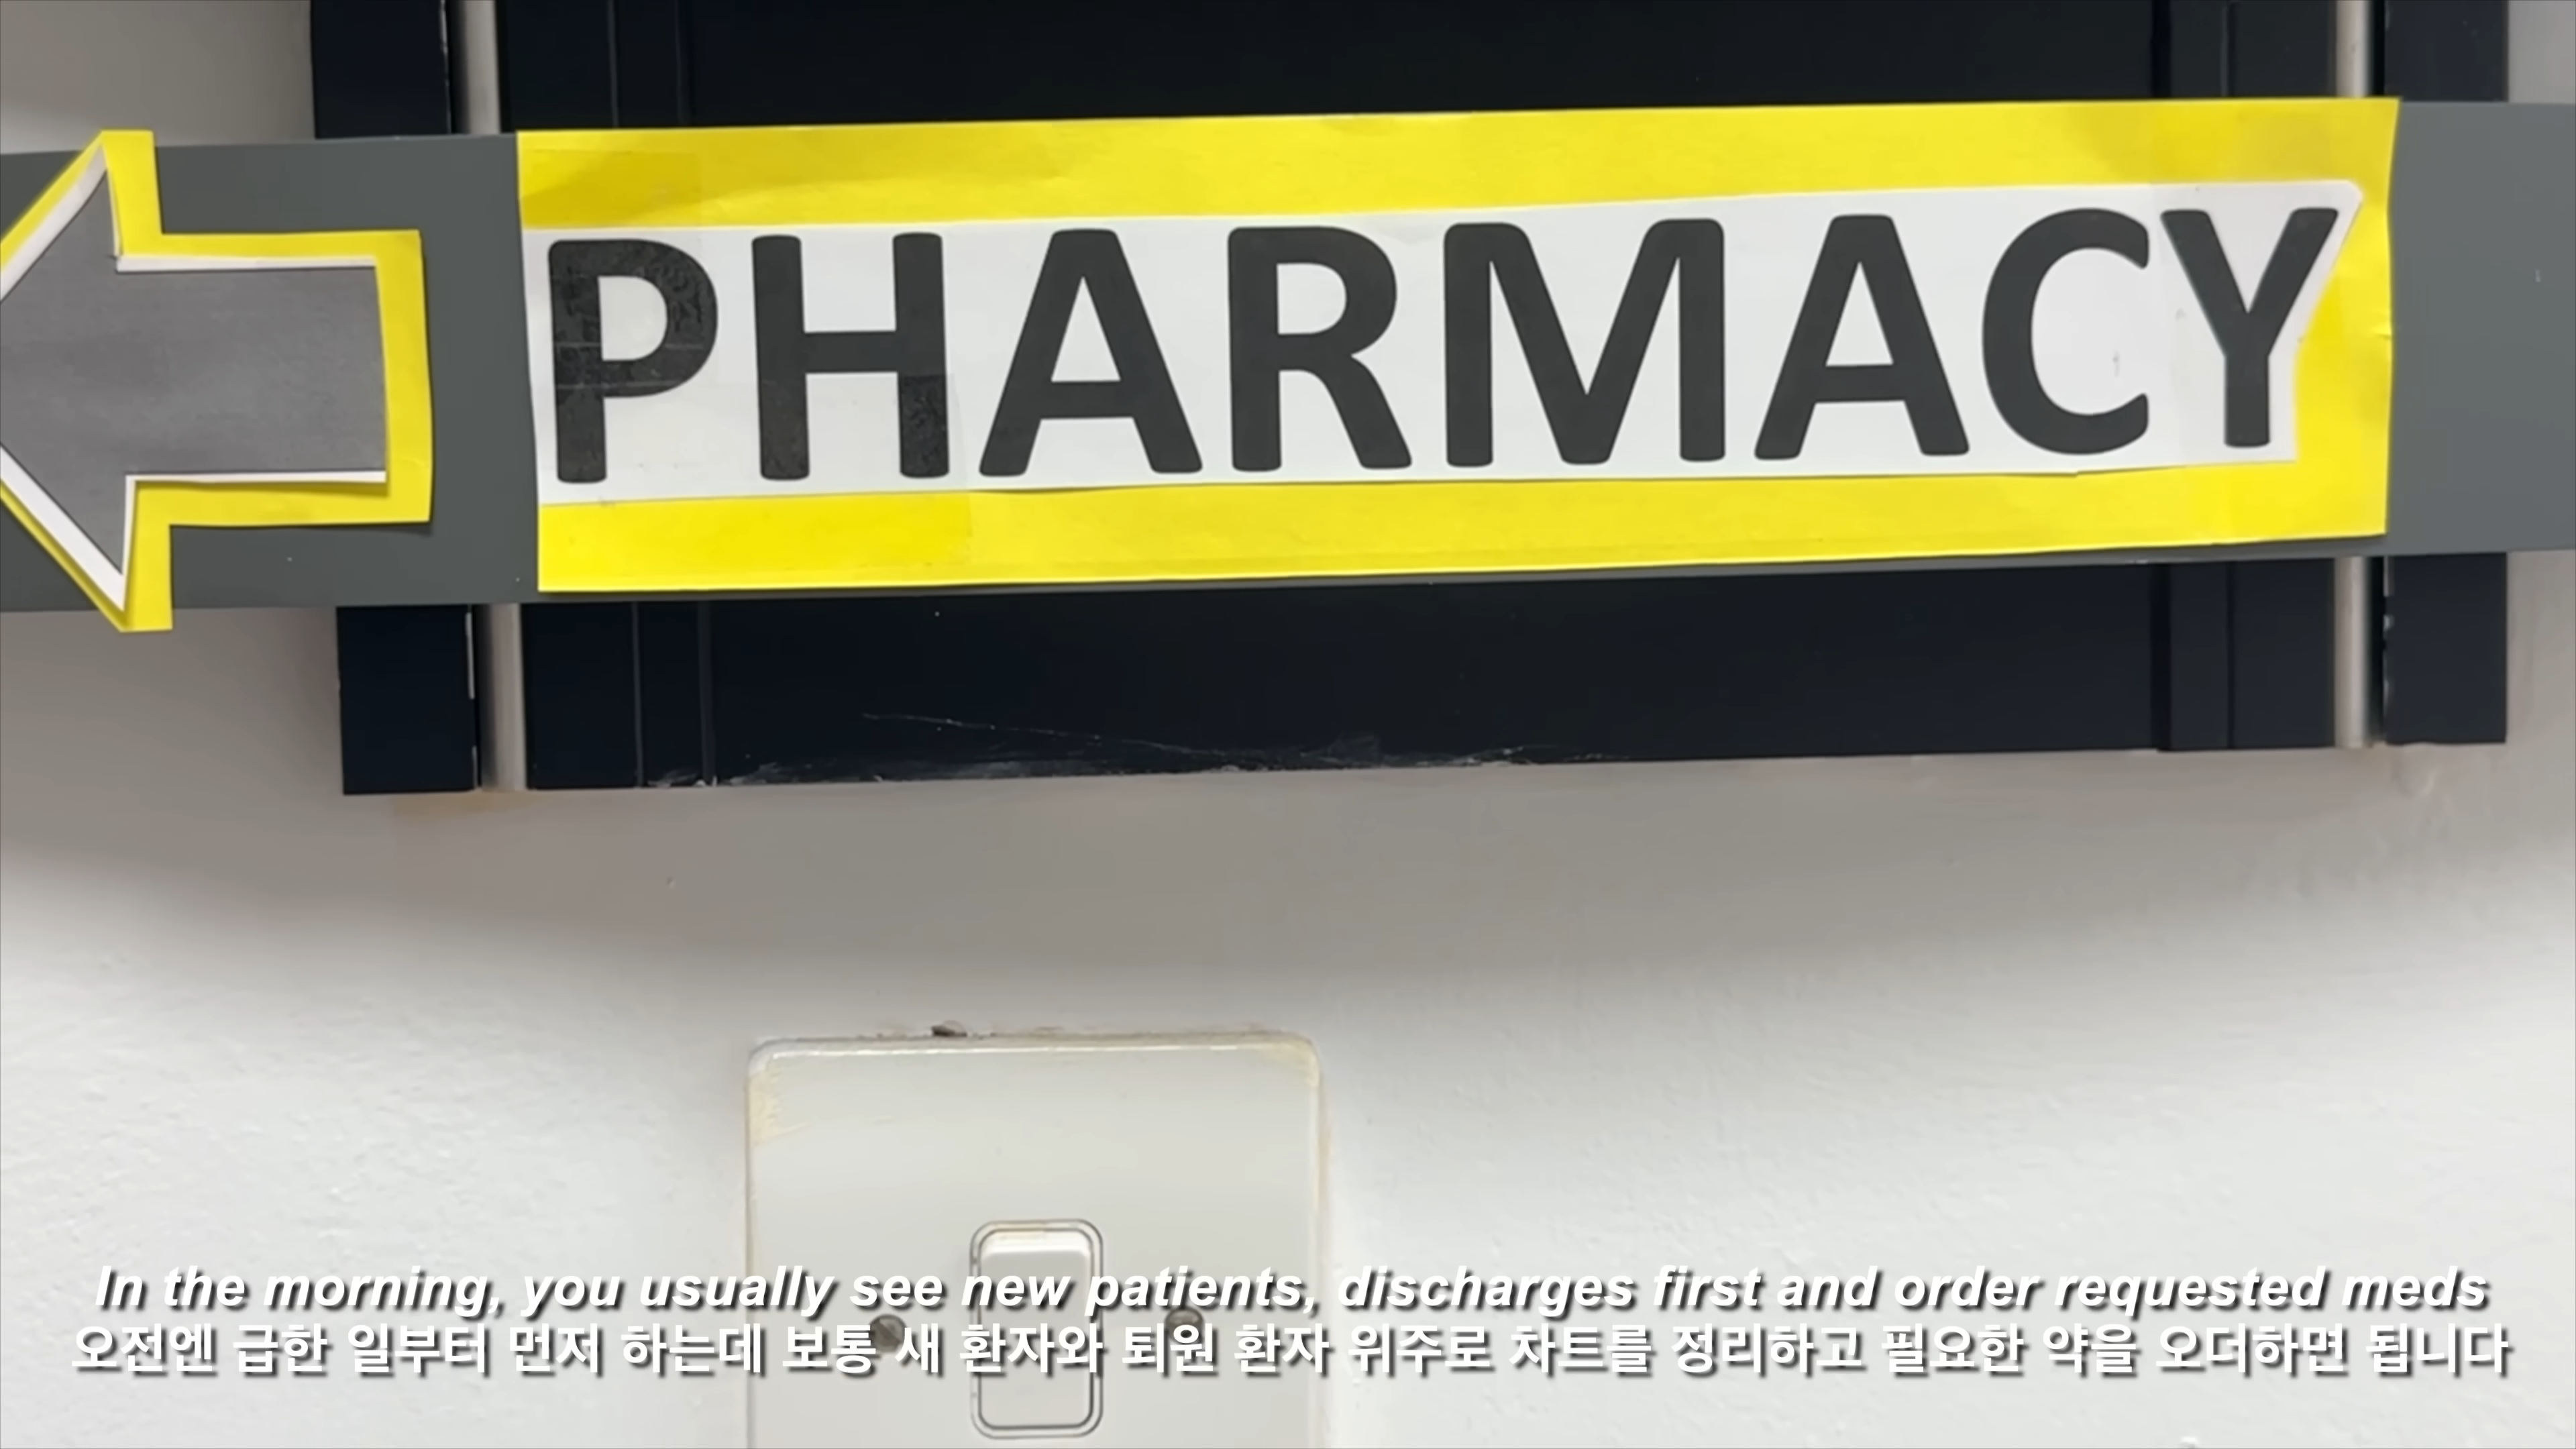 PHARMACY
In the morning, you usually see new patients, discharges first and order requested meds
오전엔 급한 일부터 먼저 하는데 보통 새 환자와 퇴원 환자 위주로 차트를 정리하고 필요한 약을 오더하면 됩니다